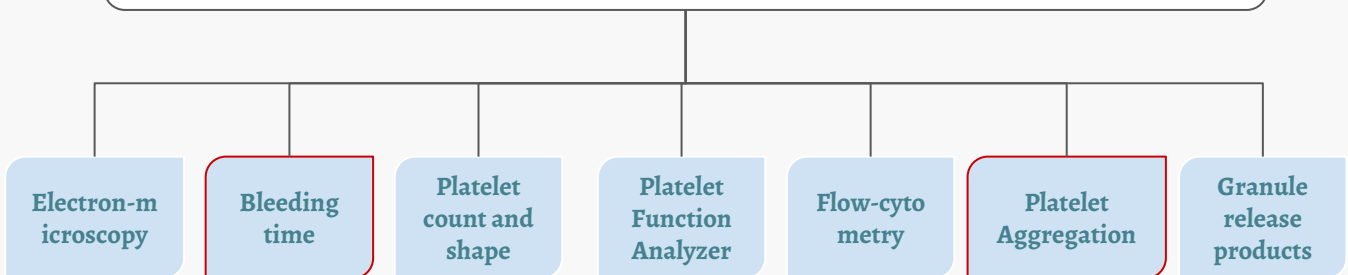 Electron-m
icroscopy
Bleeding
time
Platelet
count and
shape
Platelet
Function
Analyzer
Flow-cyto
metry
Platelet
Aggregation
Granule
release
products